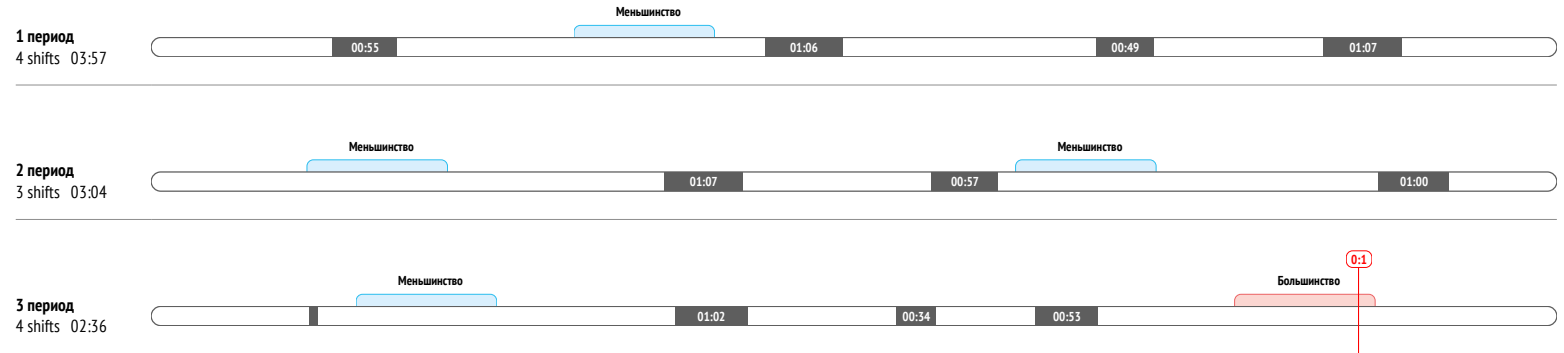 Меньшинство
1 период
4 shifts 03:57
00:55 01:06 00:49 01:07
Меньшинство Меньшинство
2 период
3 shifts 03:04
01:07 00:57 01:00
0:1
Меньшинство Большинство
3 период
4 shifts 02:36
01:02 00:34 00:53